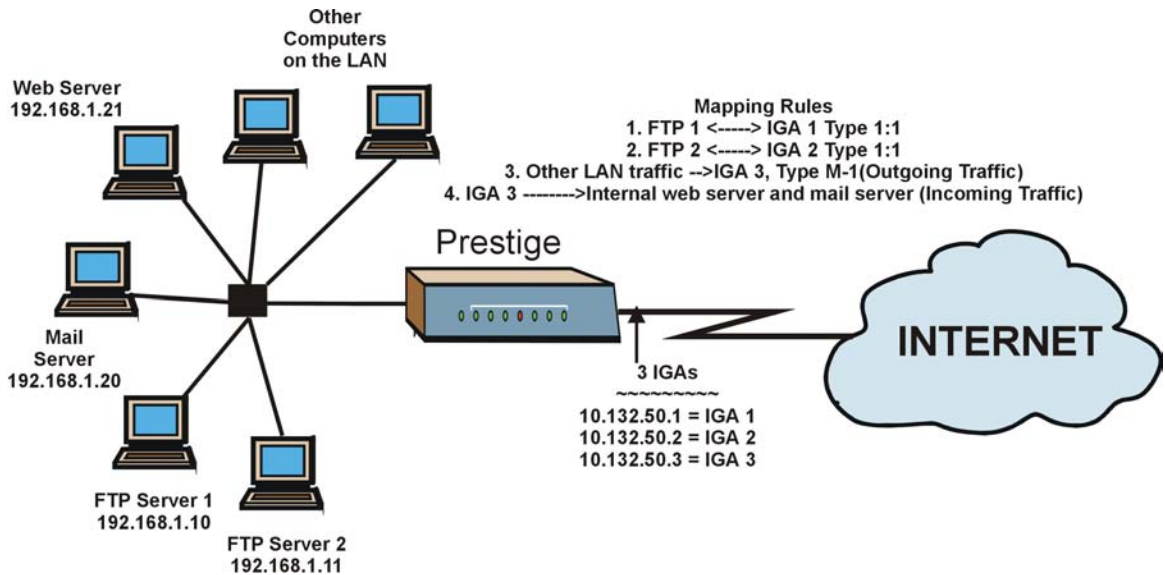 Other
Computers
on the LAN
Web Server
192.168.1.21
Mapping Rules
1. FTP 1 <-----> IGA 1 Type 1:1
2. FTP 2 <-----> IGA 2 Type 1:1
3. Other LAN traffic -->IGA 3, Type M-1(Outgoing Traffic)
4. IGA 3 -------->Internal web server and mail server (Incoming Traffic)
Prestige
INTERNET
Mail
Server
192.168.1.20
3 IGAs
~~~~~~~~~
10.132.50.1 = IGA 1
10.132.50.2 = IGA 2
10.132.50.3 = IGA 3
FTP Server 1
192.168.1.10
FTP Server 2
192.168.1.11